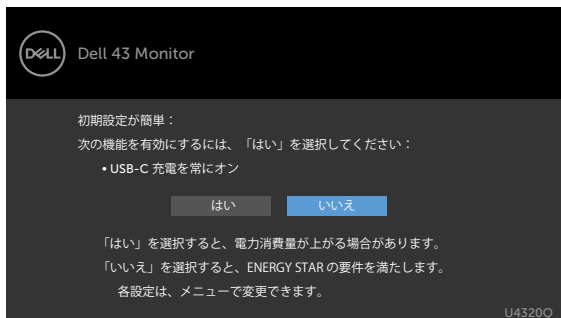 DELL
Dell 43 Monitor
初期設定が簡単：
次の機能を有効にするには、「はい」を選択してください：
• USB-C 充電を常にオン
はい
いいえ
「はい」を選択すると、電力消費量が上がる場合があります。
「いいえ」を選択すると、ENERGY STAR の要件を満たします。
各設定は、メニューで変更できます。
U4320Q